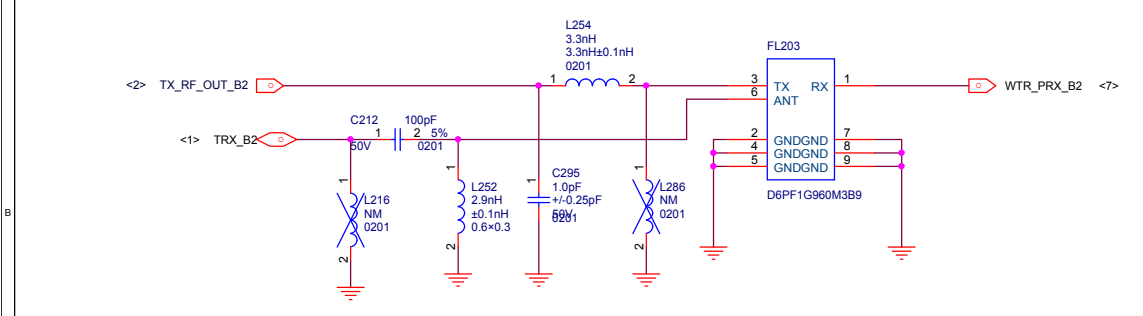 L254
3.3nH
3.3nH±0.1nH
0201
1
2
FL203
<2> TX_RF_OUT_B2
3 TX RX 1
6 ANT
WTR_PRX_B2 <7>
<1> TRX_B2
C212 100pF
1 2 5%
50V 0201
2 GNDGND 7
4 GNDGND 8
5 GNDGND 9
D6PF1G960M3B9
1
L216
NM
0201
2
1
L252
2.9nH
±0.1nH
0.6×0.3
2
1
C295
1.0pF
+/-0.25pF
50V
0201
2
1
L286
NM
0201
2
B